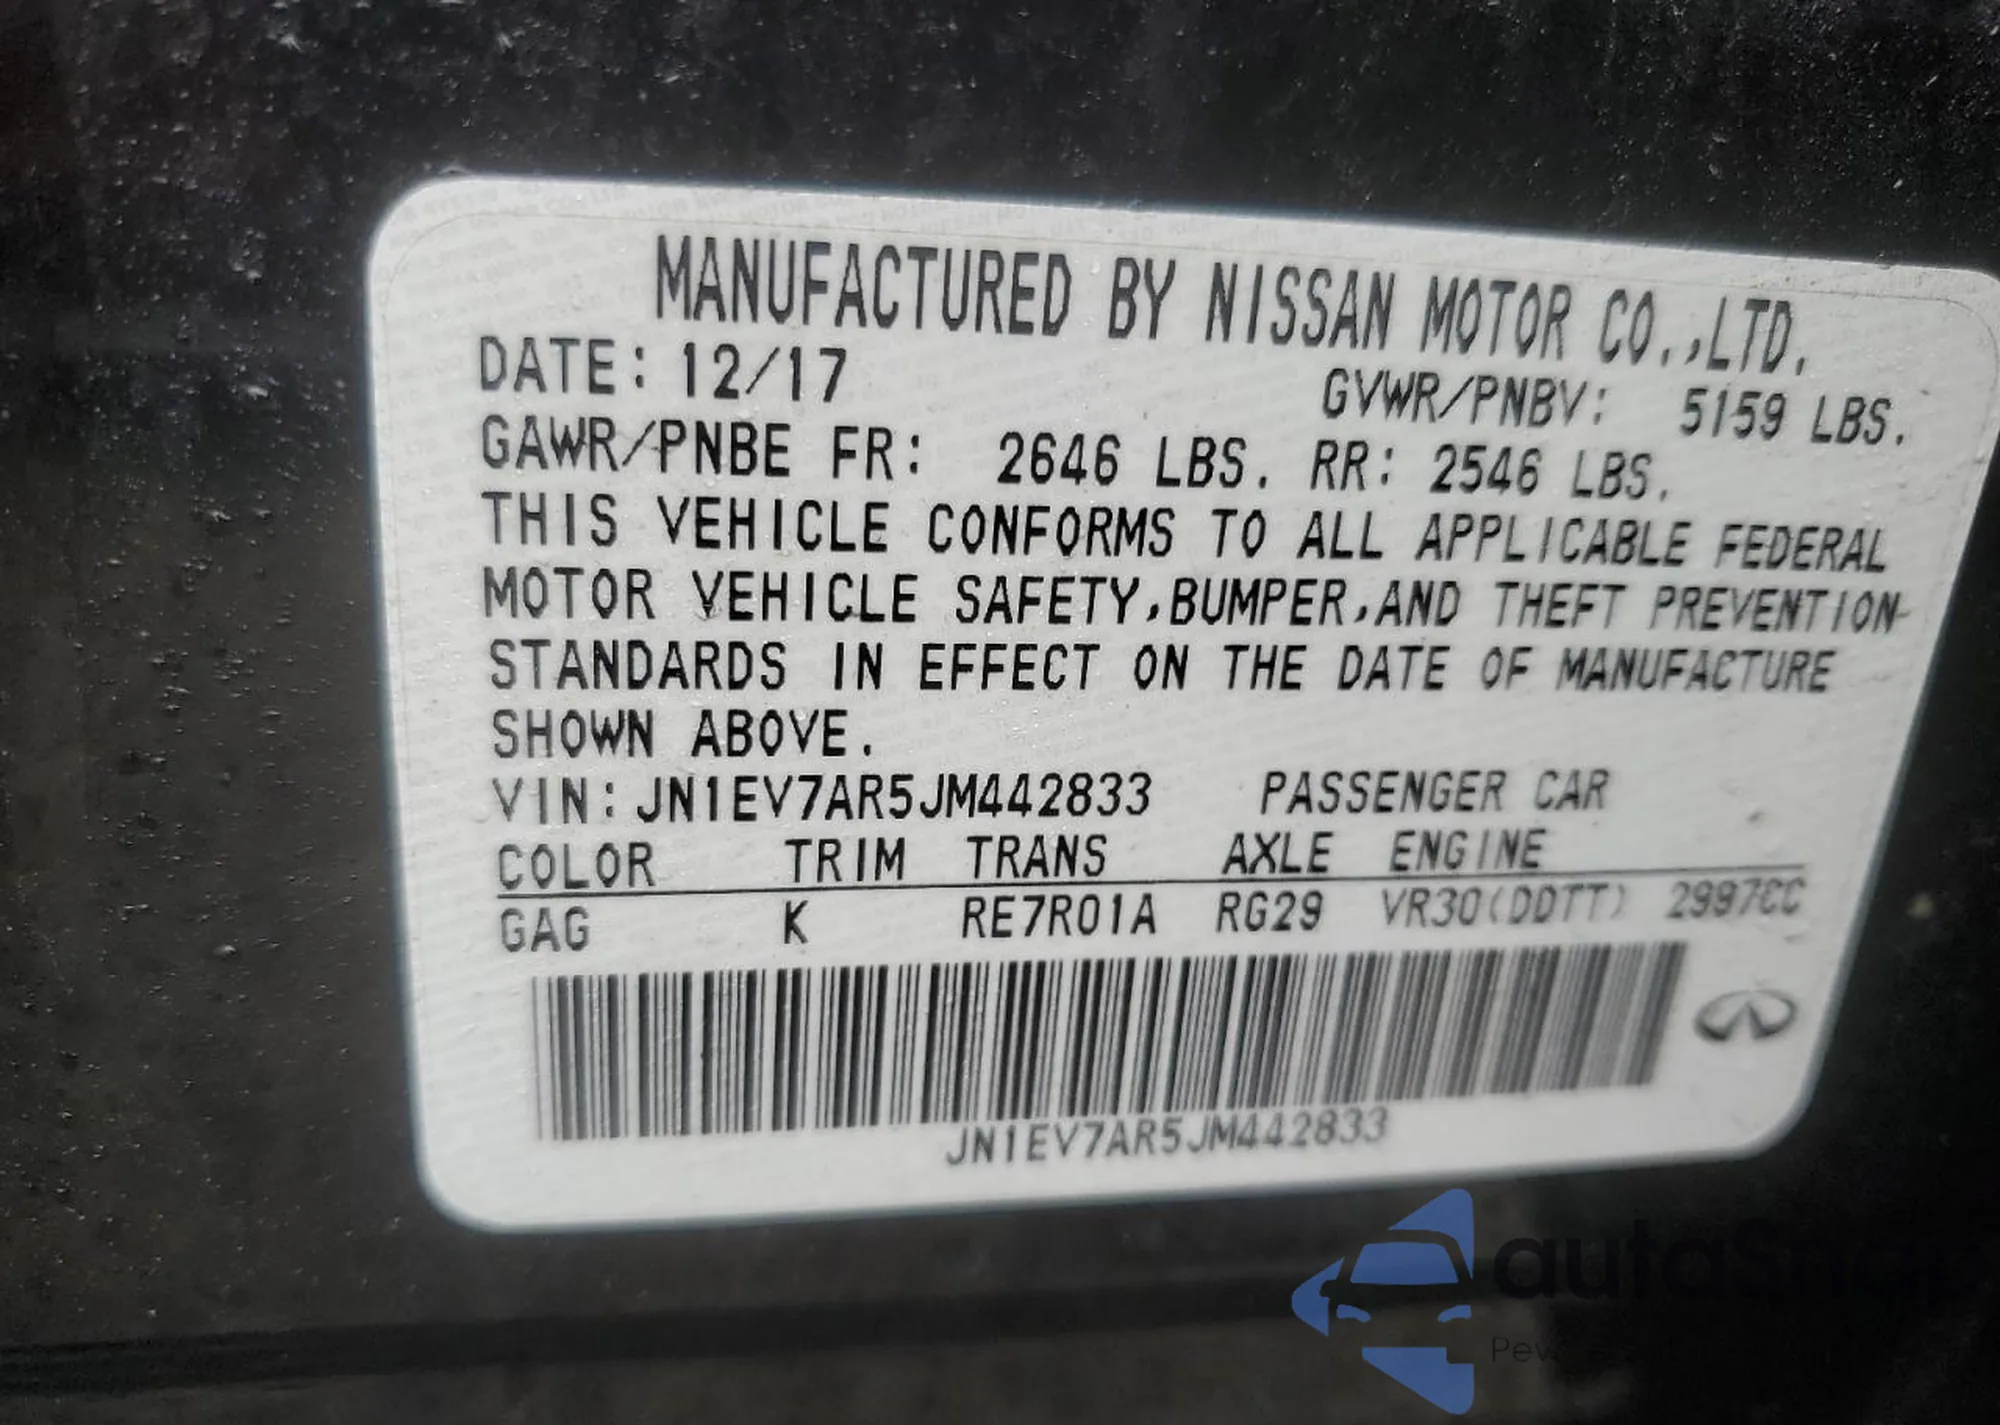 MANUFACTURED BY NISSAN MOTOR CO.,LTD.
DATE: 12/17
GVWR/PNBV: 5159 LBS.
GAWR/PNBE FR: 2646 LBS. RR: 2546 LBS.
THIS VEHICLE CONFORMS TO ALL APPLICABLE FEDERAL
MOTOR VEHICLE SAFETY,BUMPER,AND THEFT PREVENTION
STANDARDS IN EFFECT ON THE DATE OF MANUFACTURE
SHOWN ABOVE.
VIN:JN1EV7AR5JM442833 PASSENGER CAR
COLOR TRIM TRANS AXLE ENGINE
GAG K RE7R01A RG29 VR30(DDTT) 2997CC
JN1EV7AR5JM442833